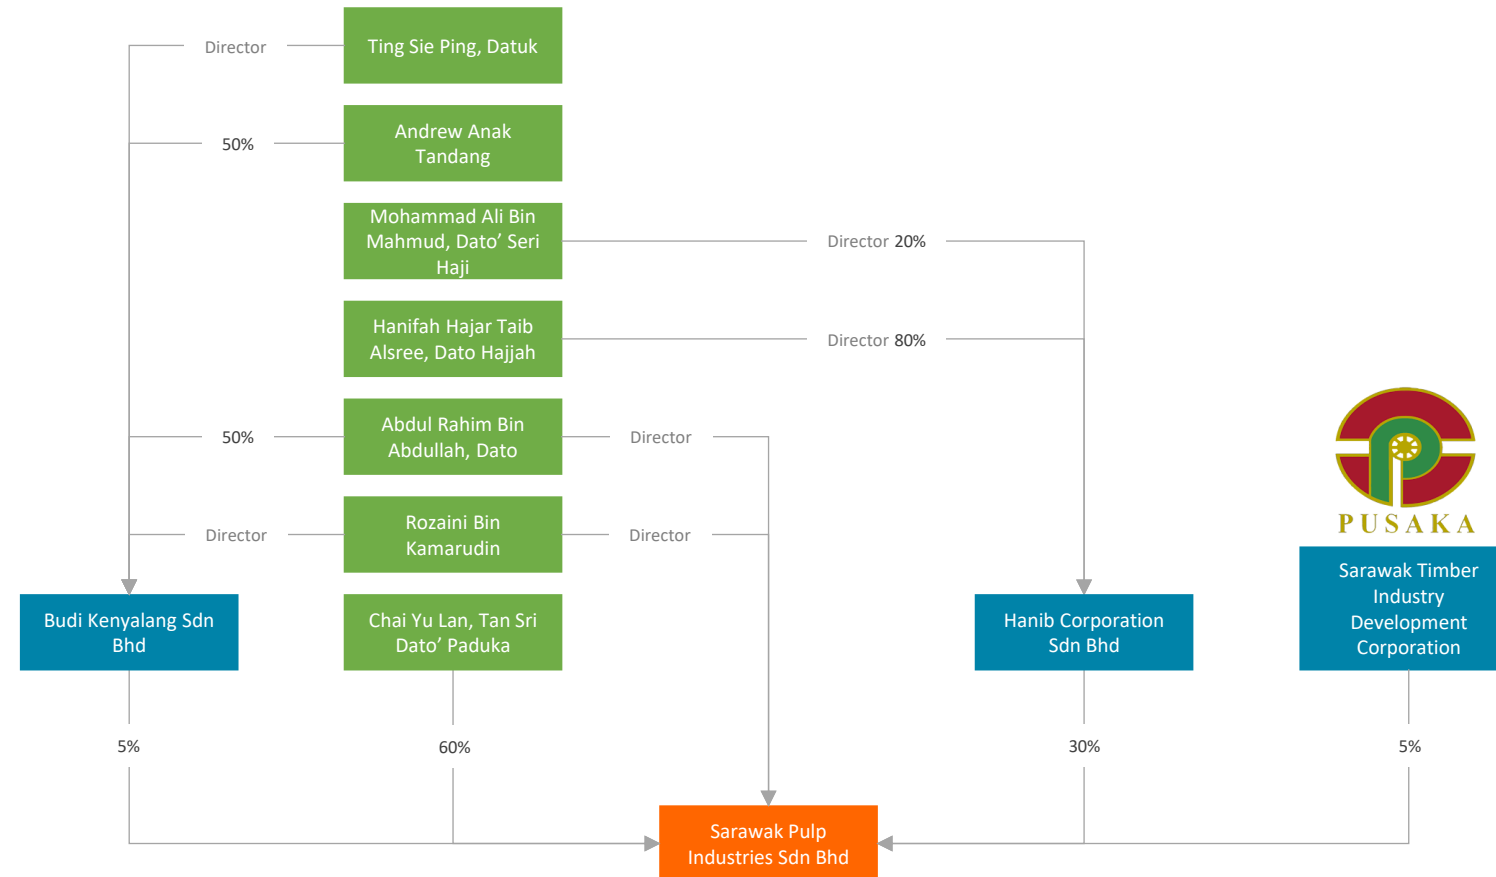 Director
Ting Sie Ping, Datuk
50%
Andrew Anak
Tandang
Mohammad Ali Bin
Mahmud, Dato’ Seri
Haji
Director 20%
Hanifah Hajar Taib
Alsree, Dato Hajjah
Director 80%
50%
Abdul Rahim Bin
Abdullah, Dato
Director
Director
Rozaini Bin
Kamarudin
Director
PUSAKA
Budi Kenyalang Sdn
Bhd
Chai Yu Lan, Tan Sri
Dato’ Paduka
Hanib Corporation
Sdn Bhd
Sarawak Timber
Industry
Development
Corporation
5%
60%
30%
5%
Sarawak Pulp
Industries Sdn Bhd